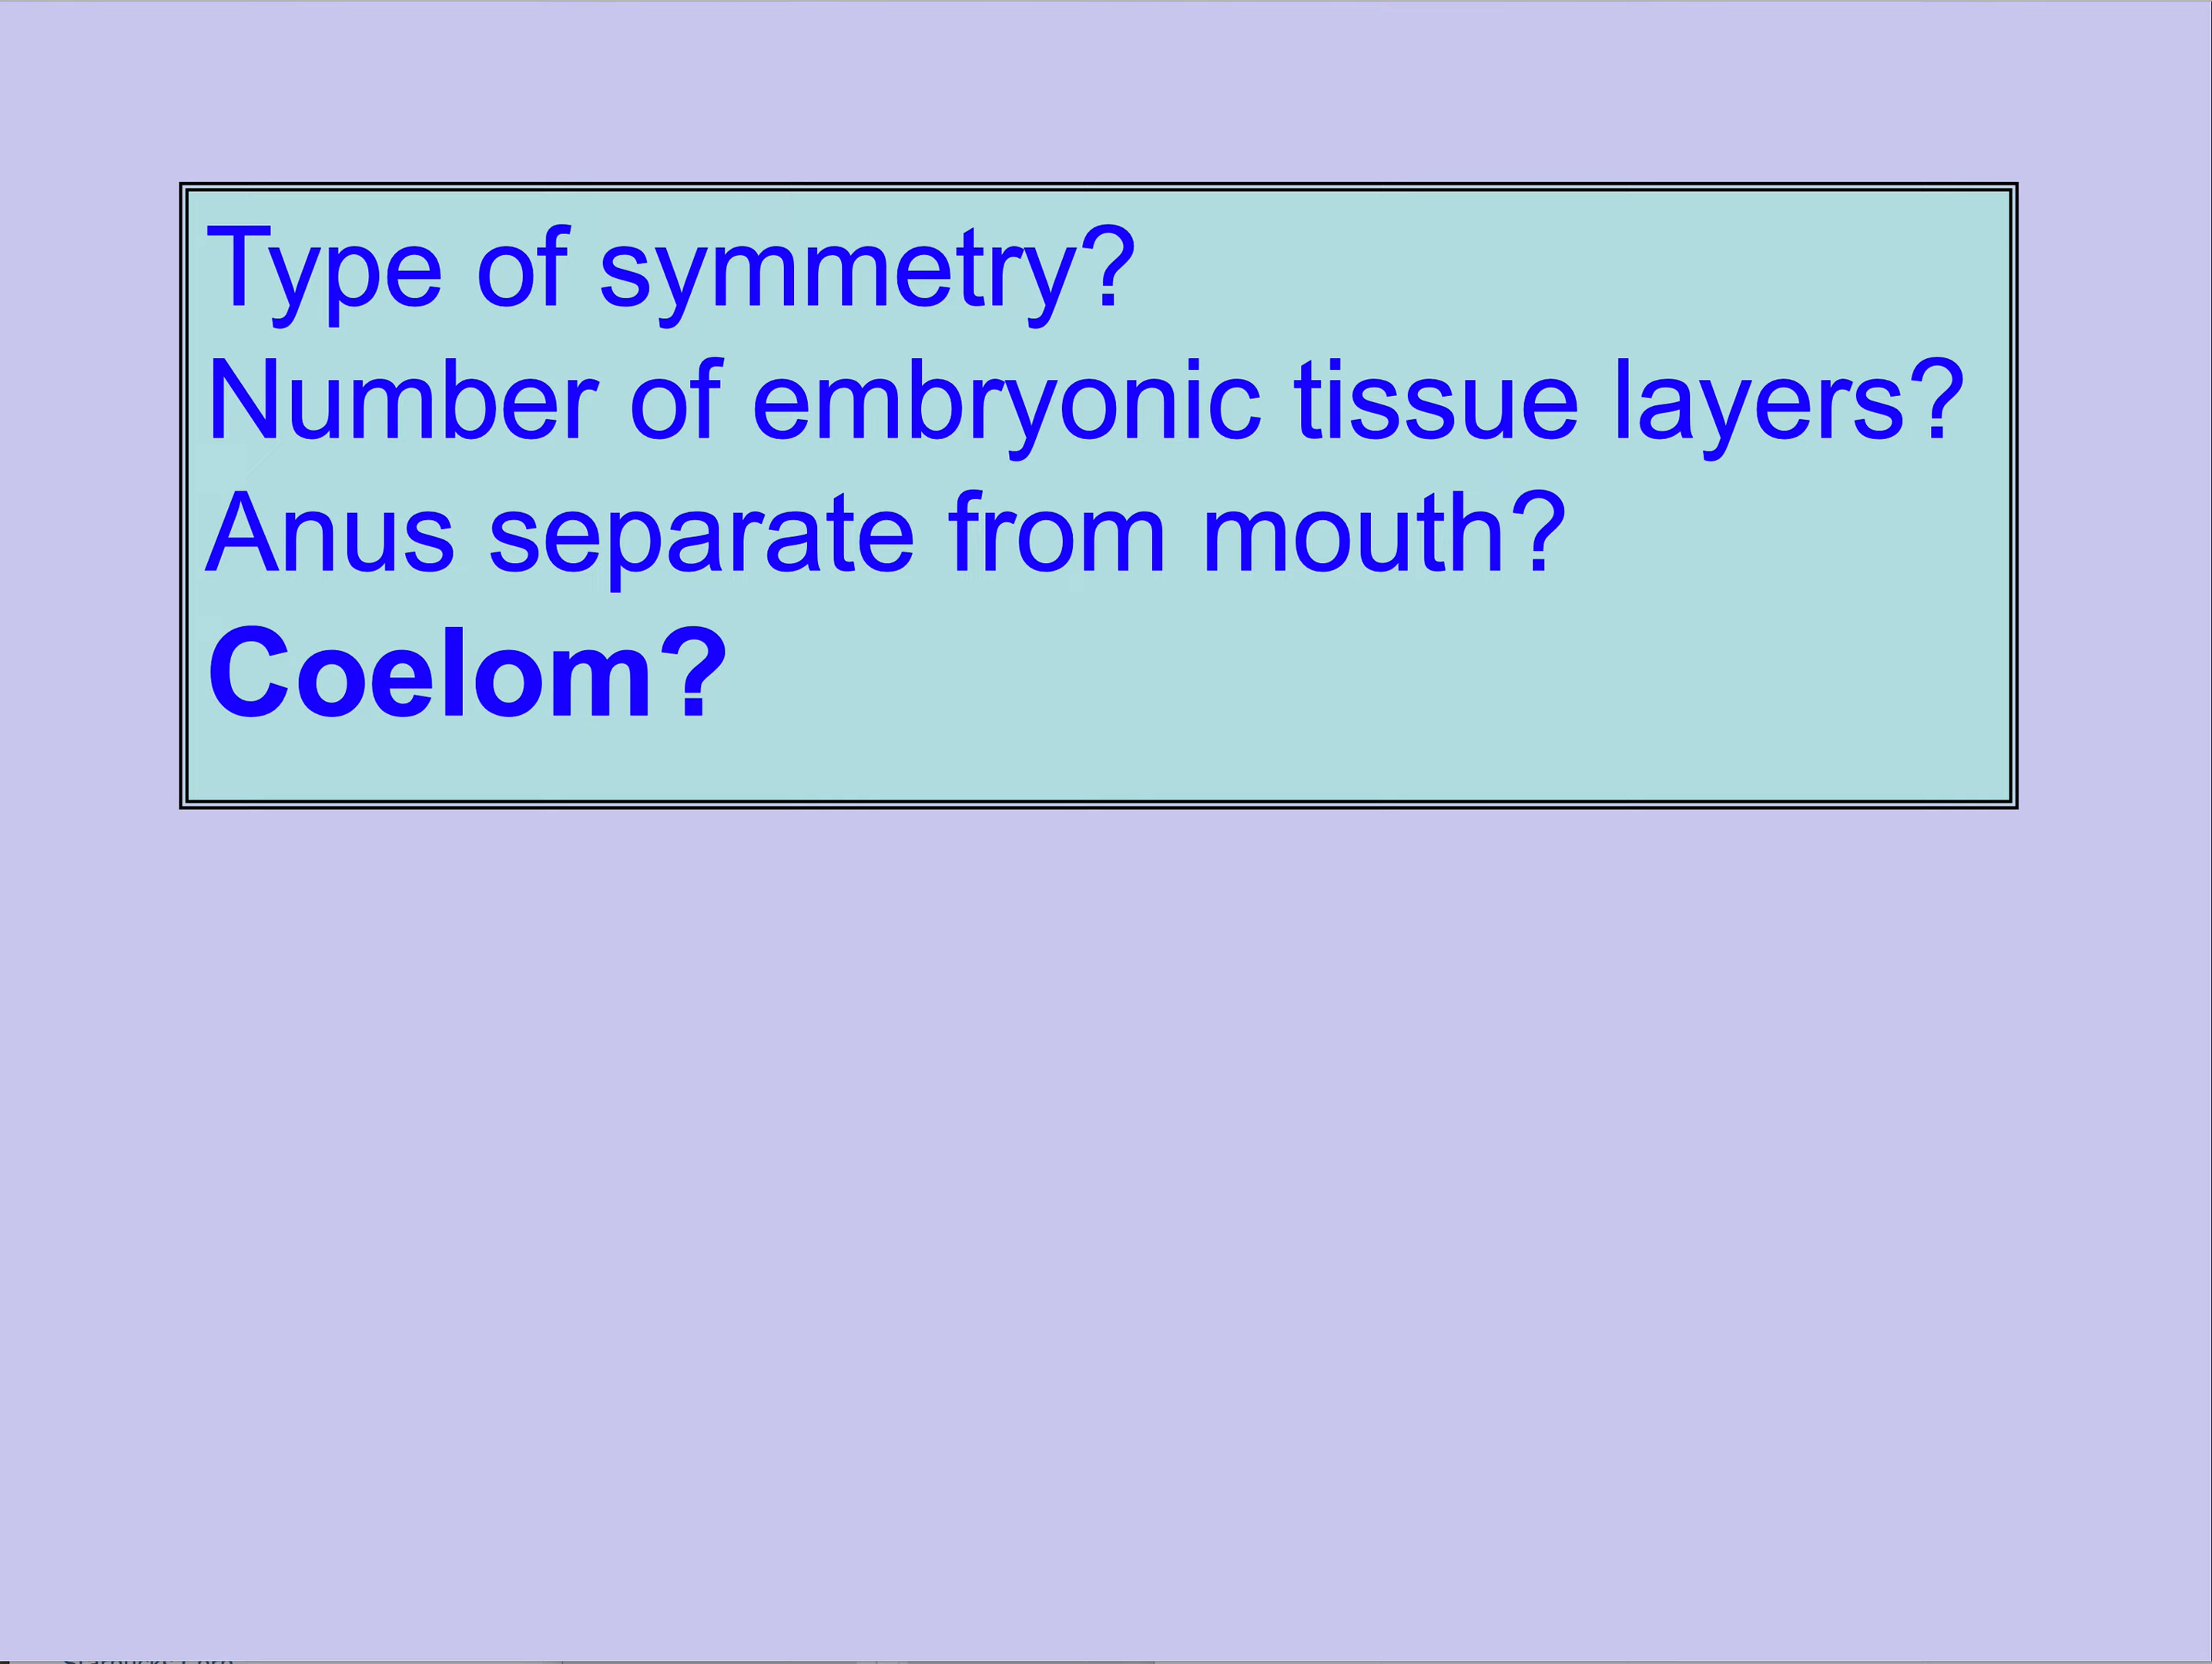 Type of symmetry?
Number of embryonic tissue layers?
Anus separate from mouth?
Coelom?